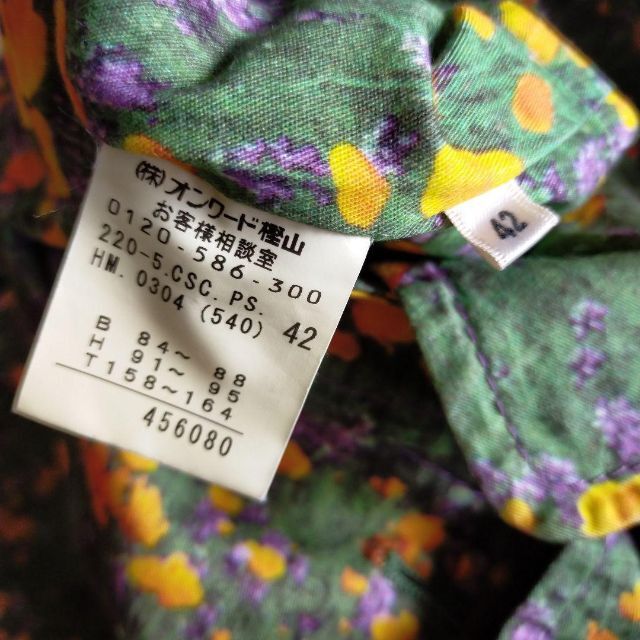 (株)オンワード樫山
お客様相談室
0120-586-300
220-5.CSC.PS.
HM. 0304 (540) 42
B 84~ 88
H 91~ 95
T158~164
456080
42